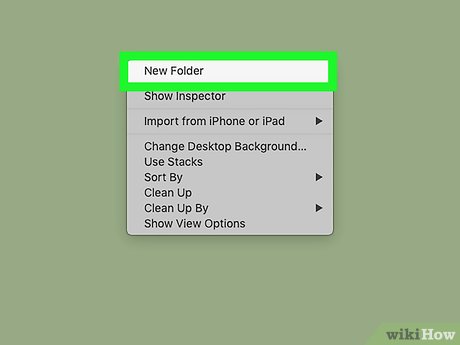 New Folder
Show Inspector
Import from iPhone or iPad
Change Desktop Background...
Use Stacks
Sort By
Clean Up
Clean Up By
Show View Options
wikiHow